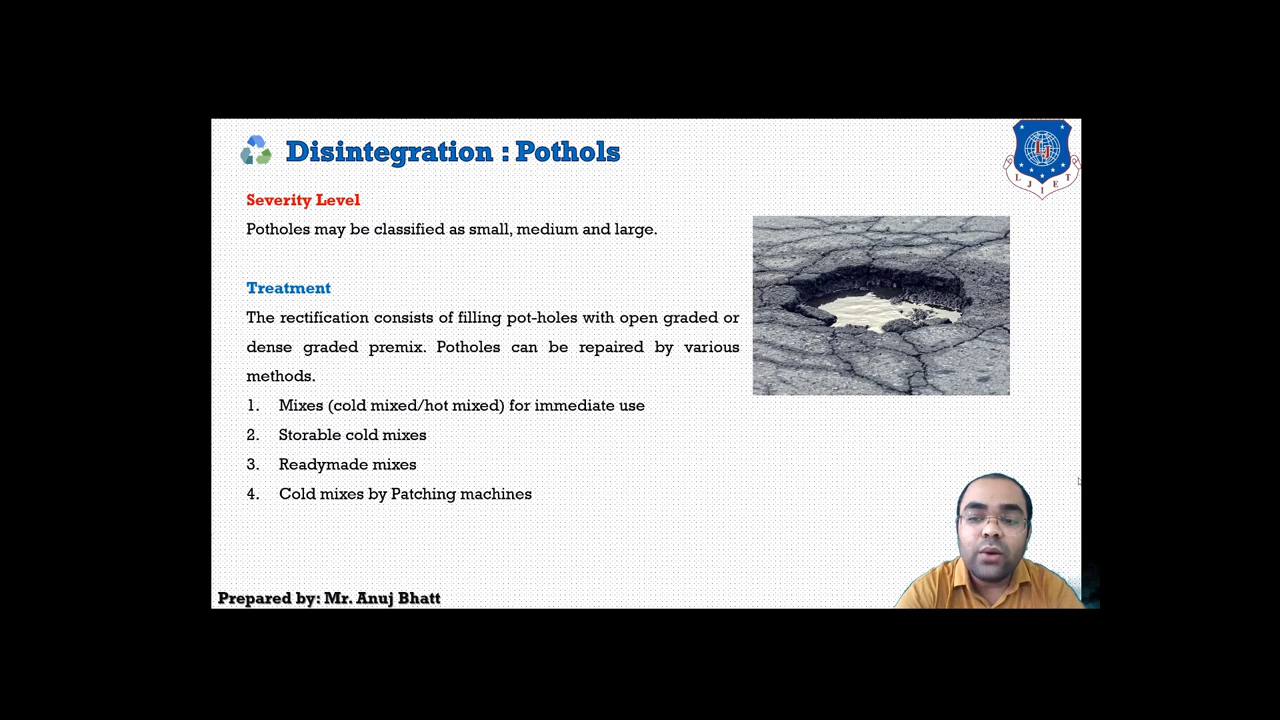 Disintegration : Pothols
LJ
L J I E T
Severity Level
Potholes may be classified as small, medium and large.
Treatment
The rectification consists of filling pot-holes with open graded or
dense graded premix. Potholes can be repaired by various
methods.
1. Mixes (cold mixed/hot mixed) for immediate use
2. Storable cold mixes
3. Readymade mixes
4. Cold mixes by Patching machines
Prepared by: Mr. Anuj Bhatt